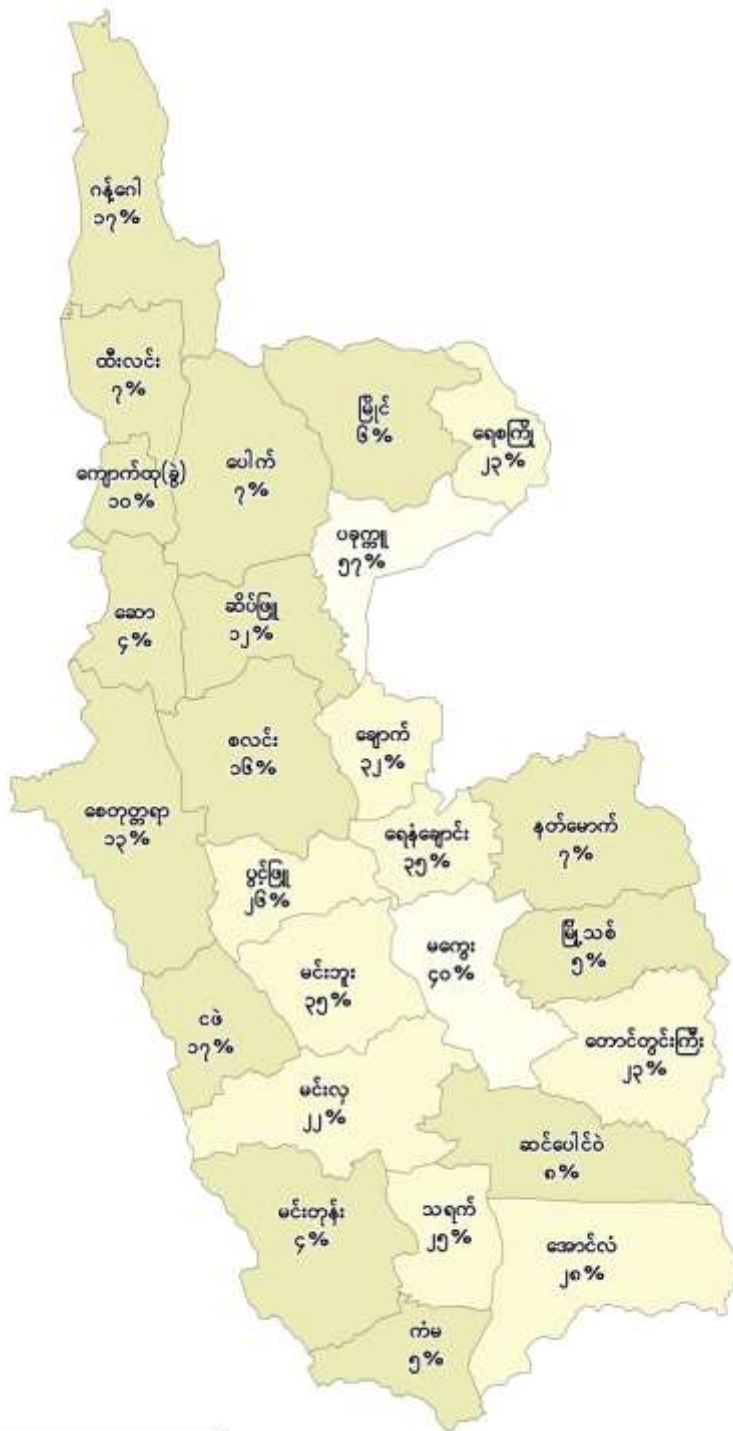 ဂန့်ဂေါ
၁၇%
ထီးလင်း
၇%
မြိုင်
၆%
ရေစကြို
၂၃%
ကျောက်ထု(ခွဲ)
၁၀%
ပေါက်
၇%
ပခုက္ကူ
၅၇%
ဆော
၄%
ဆိပ်ဖြူ
၁၂%
စလင်း
၁၆%
ချောက်
၃၂%
စေတုတ္တရာ
၁၃%
ရေနံချောင်း
၃၅%
နတ်မောက်
၇%
ပွင့်ဖြူ
၂၆%
မကွေး
၄၀%
မြို့သစ်
၅%
မင်းဘူး
၃၅%
ငဖဲ
၁၇%
တောင်တွင်းကြီး
၂၃%
မင်းလှ
၂၂%
ဆင်ပေါင်ဝဲ
၈%
မင်းတုန်း
၄%
သရက်
၂၅%
အောင်လံ
၂၈%
ကံမ
၅%